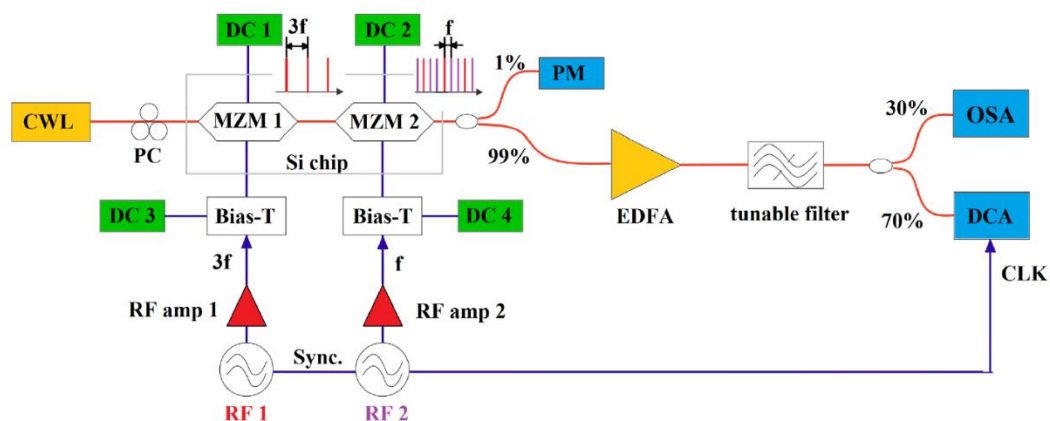 DC 1
3f
DC 2
f
1%
PM
CWL
PC
MZM 1
MZM 2
Si chip
99%
EDFA
tunable filter
30%
OSA
70%
DCA
CLK
DC 3
Bias-T
Bias-T
DC 4
3f
f
RF amp 1
RF amp 2
Sync.
RF 1
RF 2